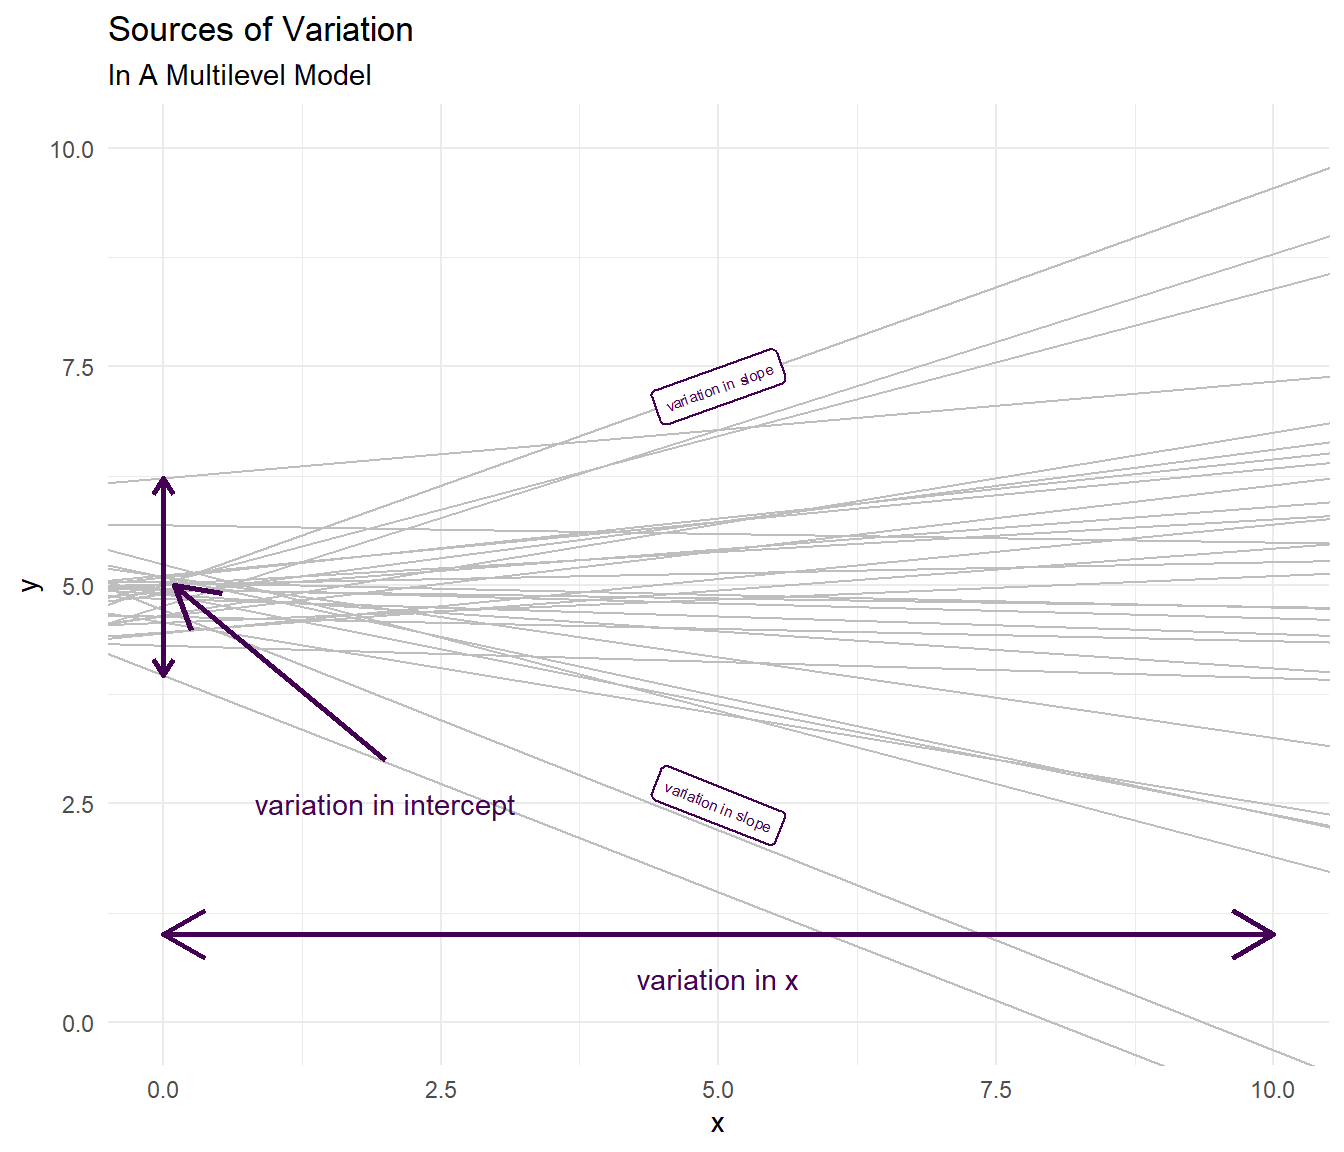 Sources of Variation
In A Multilevel Model
10.0
7.5
5.0
2.5
0.0
y
variation in slope
variation in slope
variation in intercept
variation in x
0.0 2.5 5.0 7.5 10.0
x